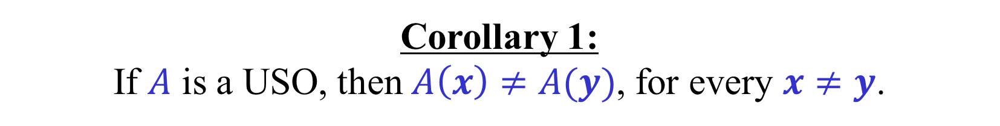 Corollary 1:
If A is a USO, then A(x) ≠ A(y), for every x ≠ y.